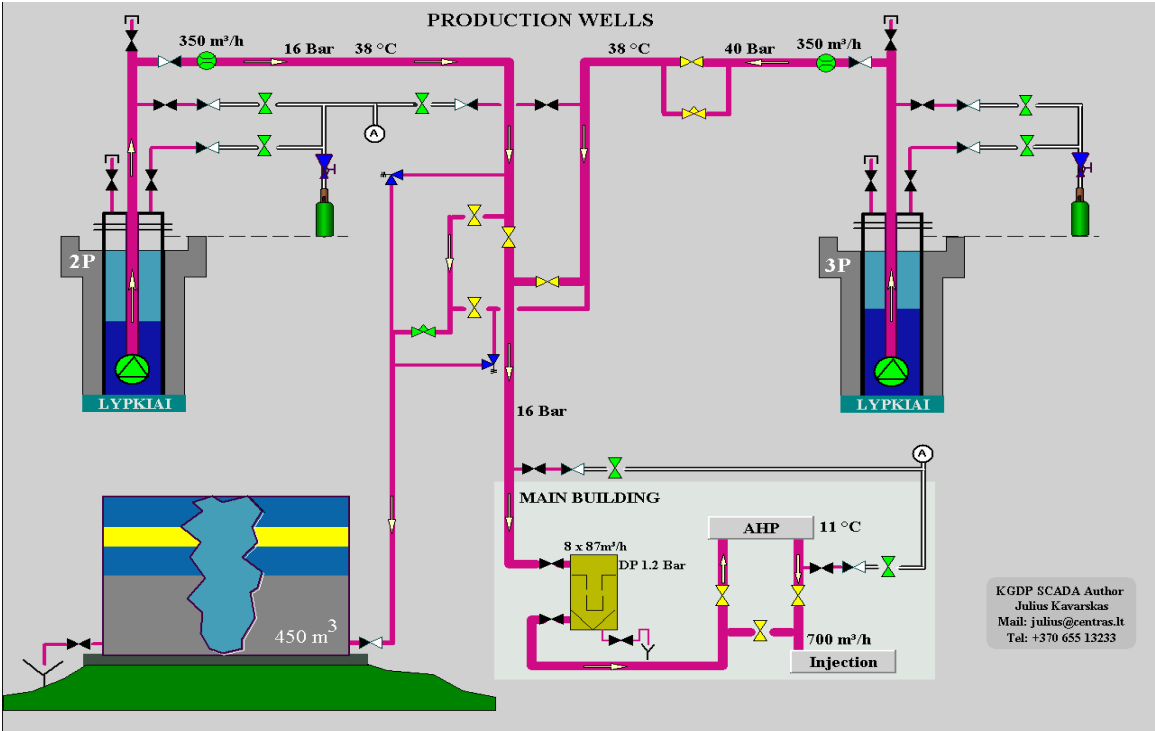 PRODUCTION WELLS
350 m³/h
16 Bar
38 °C
38 °C
40 Bar
350 m³/h
A
2P
3P
LYPKIAI
LYPKIAI
16 Bar
A
MAIN BUILDING
AHP
11 °C
8 x 87m³/h
DP 1.2 Bar
450 m³
700 m³/h
Injection
KGDP SCADA Author
Julius Kavarskas
Mail: julius@centras.lt
Tel: +370 655 13233